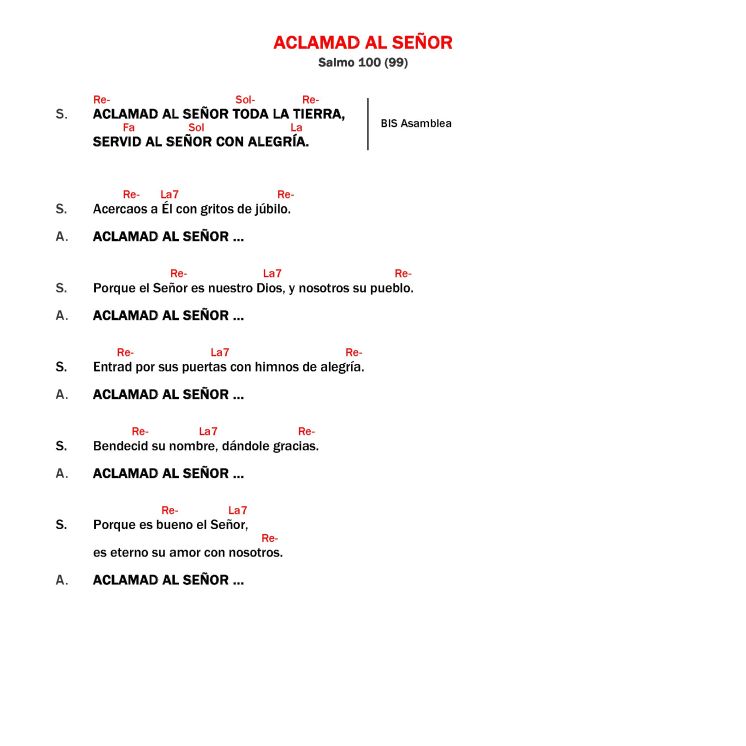 ACLAMAD AL SEÑOR
Salmo 100 (99)
Re- Sol- Re-
S. ACLAMAD AL SEÑOR TODA LA TIERRA,
Fa Sol La
SERVID AL SEÑOR CON ALEGRÍA.
BIS Asamblea
Re- La7 Re-
S. Acercaos a Él con gritos de júbilo.
A. ACLAMAD AL SEÑOR ...
Re- La7 Re-
S. Porque el Señor es nuestro Dios, y nosotros su pueblo.
A. ACLAMAD AL SEÑOR ...
Re- La7 Re-
S. Entrad por sus puertas con himnos de alegría.
A. ACLAMAD AL SEÑOR ...
Re- La7 Re-
S. Bendecid su nombre, dándole gracias.
A. ACLAMAD AL SEÑOR ...
Re- La7
S. Porque es bueno el Señor,
Re-
es eterno su amor con nosotros.
A. ACLAMAD AL SEÑOR ...